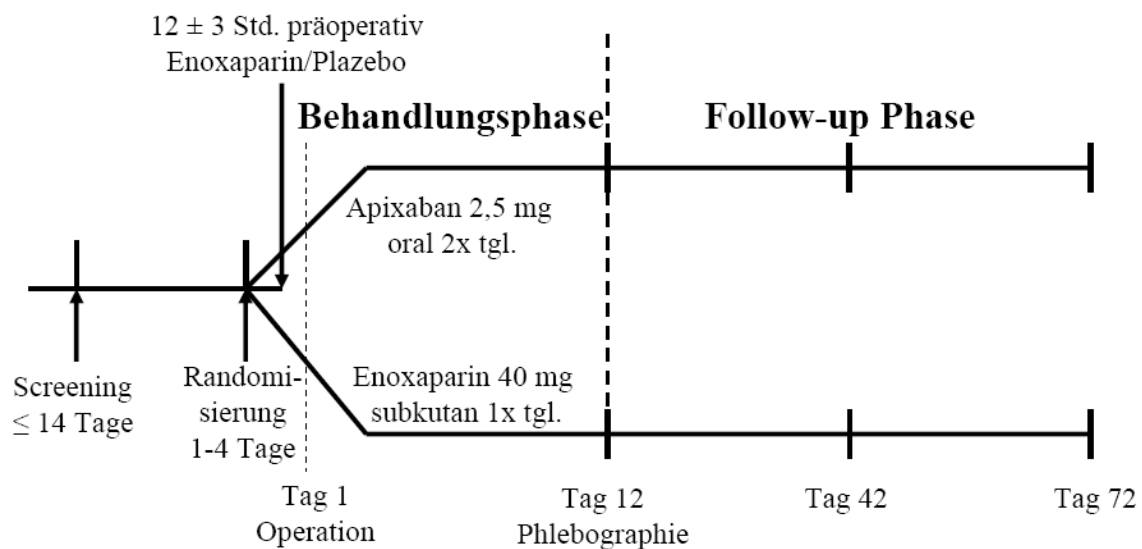 12 ± 3 Std. präoperativ
Enoxaparin/Plazebo
Behandlungsphase
Follow-up Phase
Apixaban 2,5 mg
oral 2x tgl.
Screening
≤ 14 Tage
Randomi-
sierung
1-4 Tage
Enoxaparin 40 mg
subkutan 1x tgl.
Tag 1
Operation
Tag 12
Phlebographie
Tag 42
Tag 72